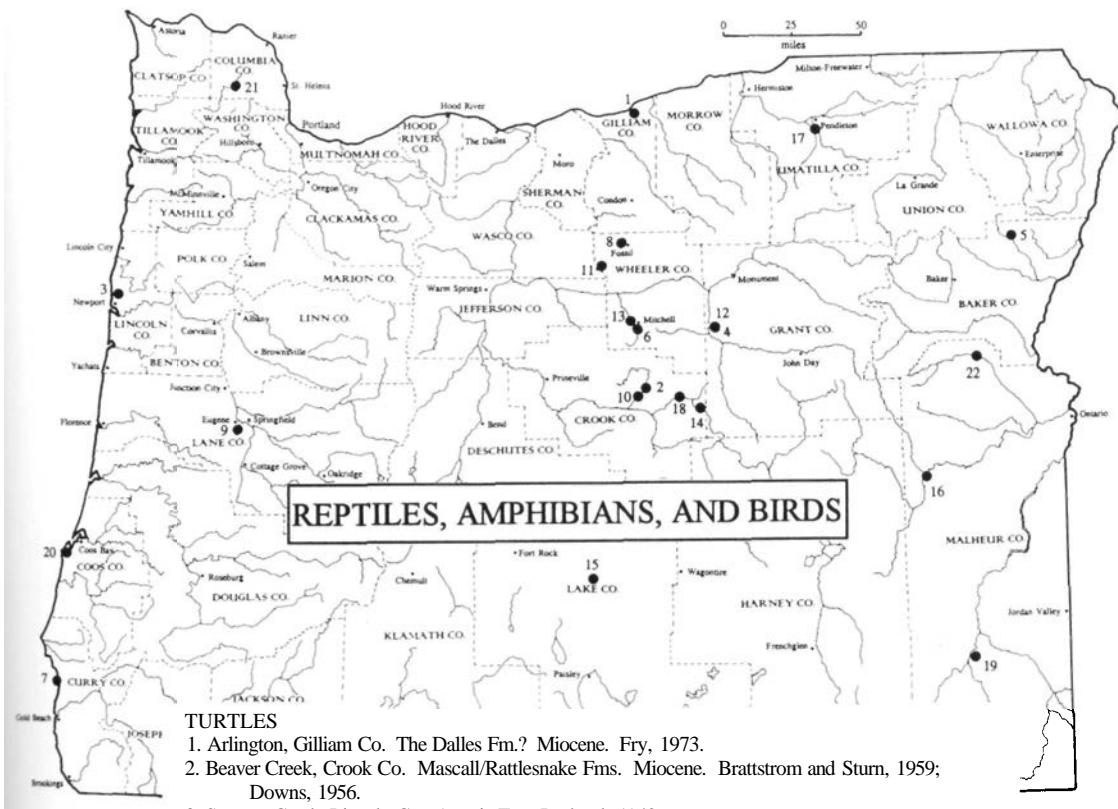 Astoria
Ranier
0 25 50
miles
COLUMBIA CO.
CLATSOP CO.
21
St. Helens
Milton-Freewater
Hermiston
Hood River
1
GILLIAM CO.
MORROW CO.
WASHINGTON CO.
Portland
HOOD RIVER CO.
The Dalles
17
Pendleton
WALLOWA CO.
TILLAMOOK CO.
Hillsboro
MULTNOMAH CO.
Moro
Enterprise
Tillamook
UMATILLA CO.
SHERMAN CO.
La Grande
McMinnville
Oregon City
Condon
UNION CO.
YAMHILL CO.
CLACKAMAS CO.
WASCO CO.
5
Lincoln City
8
Fossil
POLK CO.
Salem
11
WHEELER CO.
MARION CO.
Monument
Baker
3
Newport
Warm Springs
BAKER CO.
JEFFERSON CO.
LINCOLN CO.
Corvallis
Albany
LINN CO.
13
Mitchell
6
12
4
GRANT CO.
Brownsville
Yachats
BENTON CO.
John Day
22
Junction City
Prineville
2
10
18
14
Ontario
Florence
Eugene
Springfield
CROOK CO.
9
LANE CO.
Bend
DESCHUTES CO.
Cottage Grove
Oakridge
16
REPTILES, AMPHIBIANS, AND BIRDS
MALHEUR CO.
20
Coos Bay
COOS CO.
Fort Rock
15
Wagontire
Roseburg
Chemult
LAKE CO.
DOUGLAS CO.
HARNEY CO.
Jordan Valley
KLAMATH CO.
Frenchglen
19
7
CURRY CO.
Paisley
JACKSON CO.
Gold Beach
JOSEPH
TURTLES
1. Arlington, Gilliam Co. The Dalles Fm.? Miocene. Fry, 1973.
2. Beaver Creek, Crook Co. Mascall/Rattlesnake Fms. Miocene. Brattstrom and Sturn, 1959;
Downs, 1956.